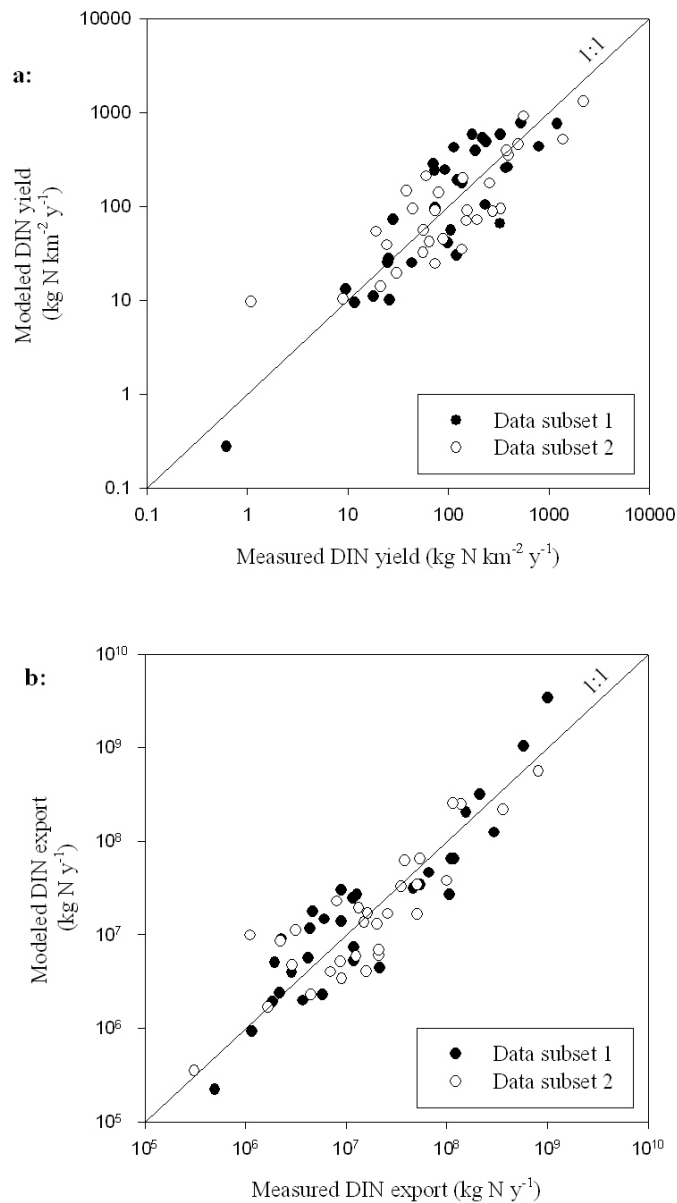 a:
10000
1000
100
10
1
0.1
Modeled DIN yield
(kg N km⁻² y⁻¹)
1:1
Data subset 1
Data subset 2
0.1
1
10
100
1000
10000
Measured DIN yield (kg N km⁻² y⁻¹)
b:
10¹⁰
10⁹
10⁸
10⁷
10⁶
10⁵
Modeled DIN export
(kg N y⁻¹)
1:1
Data subset 1
Data subset 2
10⁵
10⁶
10⁷
10⁸
10⁹
10¹⁰
Measured DIN export (kg N y⁻¹)